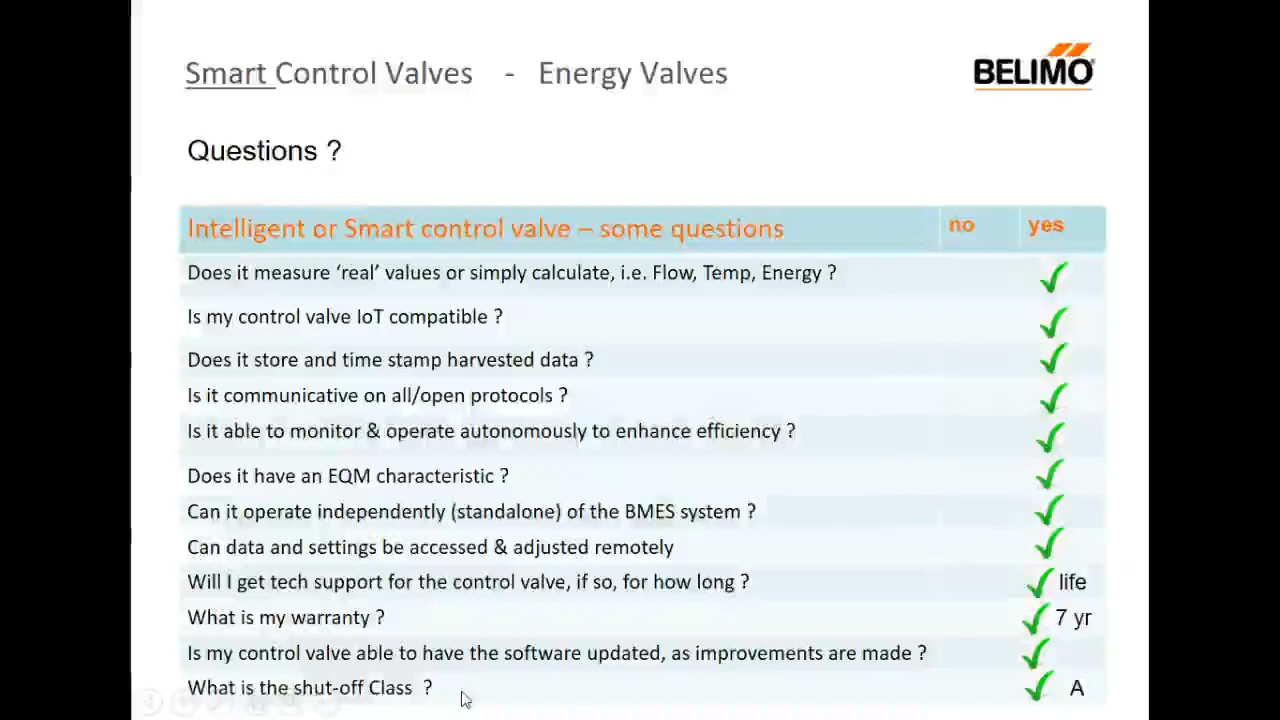 Smart Control Valves - Energy Valves
BELIMO
Questions ?
Intelligent or Smart control valve – some questions no yes
Does it measure ‘real’ values or simply calculate, i.e. Flow, Temp, Energy ?
Is my control valve IoT compatible ?
Does it store and time stamp harvested data ?
Is it communicative on all/open protocols ?
Is it able to monitor & operate autonomously to enhance efficiency ?
Does it have an EQM characteristic ?
Can it operate independently (standalone) of the BMES system ?
Can data and settings be accessed & adjusted remotely
Will I get tech support for the control valve, if so, for how long ? life
What is my warranty ? 7 yr
Is my control valve able to have the software updated, as improvements are made ?
What is the shut-off Class ? A